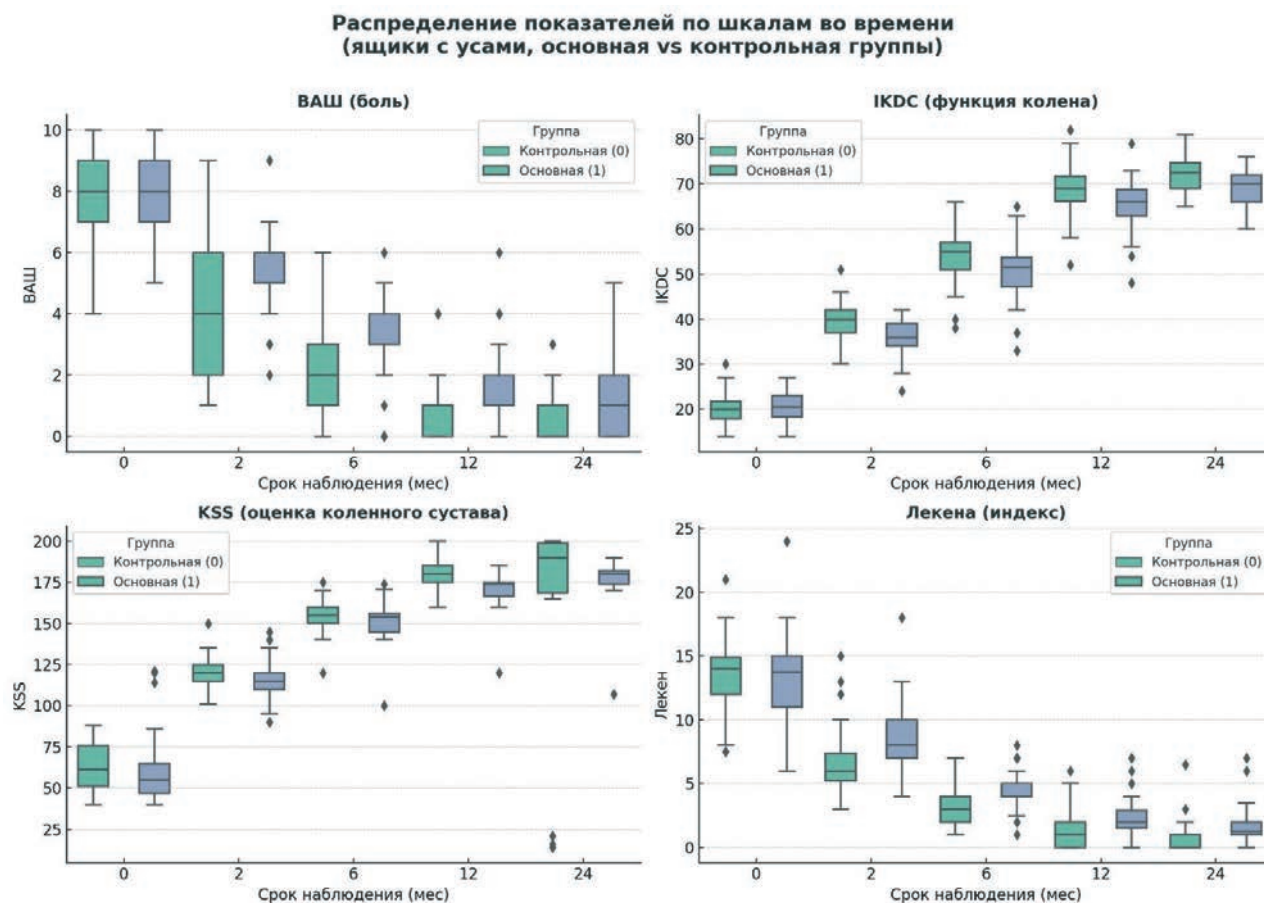 Распределение показателей по шкалам во времени
(ящики с усами, основная vs контрольная группы)
ВАШ (боль)
10
8
6
4
2
0
ВАШ
Группа
Контрольная (0)
Основная (1)
0 2 6 12 24
Срок наблюдения (мес)
IKDC (функция колена)
80
70
60
50
40
30
20
IKDC
Группа
Контрольная (0)
Основная (1)
0 2 6 12 24
Срок наблюдения (мес)
KSS (оценка коленного сустава)
200
175
150
125
100
75
50
25
KSS
Группа
Контрольная (0)
Основная (1)
0 2 6 12 24
Срок наблюдения (мес)
Лекена (индекс)
25
20
15
10
5
0
Лекен
Группа
Контрольная (0)
Основная (1)
0 2 6 12 24
Срок наблюдения (мес)